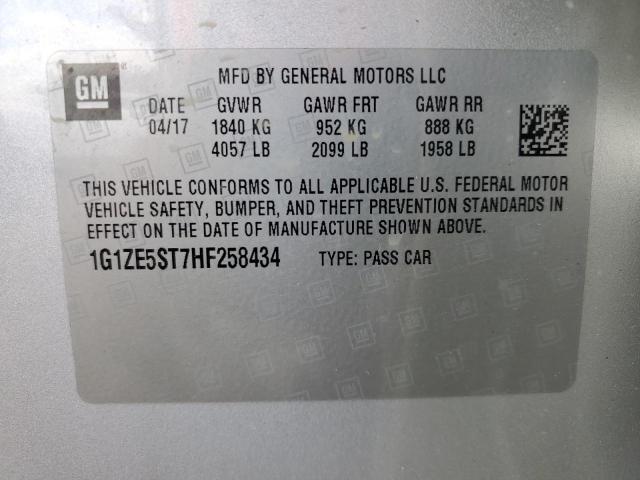 GM
MFD BY GENERAL MOTORS LLC
DATE GVWR GAWR FRT GAWR RR
04/17 1840 KG 952 KG 888 KG
4057 LB 2099 LB 1958 LB
THIS VEHICLE CONFORMS TO ALL APPLICABLE U.S. FEDERAL MOTOR
VEHICLE SAFETY, BUMPER, AND THEFT PREVENTION STANDARDS IN
EFFECT ON THE DATE OF MANUFACTURE SHOWN ABOVE.
1G1ZE5ST7HF258434 TYPE: PASS CAR